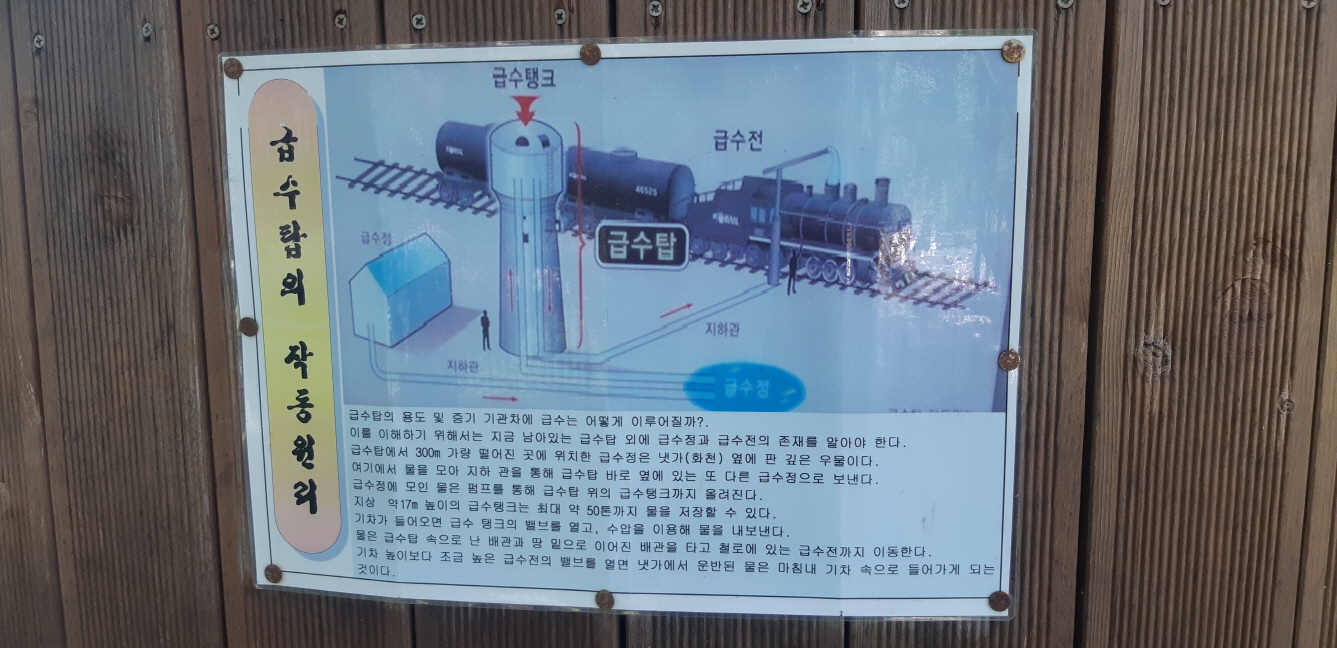 급수탑의 작동원리
급수탱크
급수전
KORAIL
46525
KORAIL
급수탑
급수정
지하관
지하관
급수정
급수탑의 용도 및 증기 기관차에 급수는 어떻게 이루어질까?.
이를 이해하기 위해서는 지금 남아있는 급수탑 외에 급수정과 급수전의 존재를 알아야 한다.
급수탑에서 300m 가량 떨어진 곳에 위치한 급수정은 냇가(화천) 옆에 판 깊은 우물이다.
여기에서 물을 모아 지하 관을 통해 급수탑 바로 옆에 있는 또 다른 급수정으로 보낸다.
급수정에 모인 물은 펌프를 통해 급수탑 위의 급수탱크까지 올려진다.
지상 약17m 높이의 급수탱크는 최대 약 50톤까지 물을 저장할 수 있다.
기차가 들어오면 급수 탱크의 밸브를 열고, 수압을 이용해 물을 내보낸다.
물은 급수탑 속으로 난 배관과 땅 밑으로 이어진 배관을 타고 철로에 있는 급수전까지 이동한다.
기차 높이보다 조금 높은 급수전의 밸브를 열면 냇가에서 운반된 물은 마침내 기차 속으로 들어가게 되는
것이다.